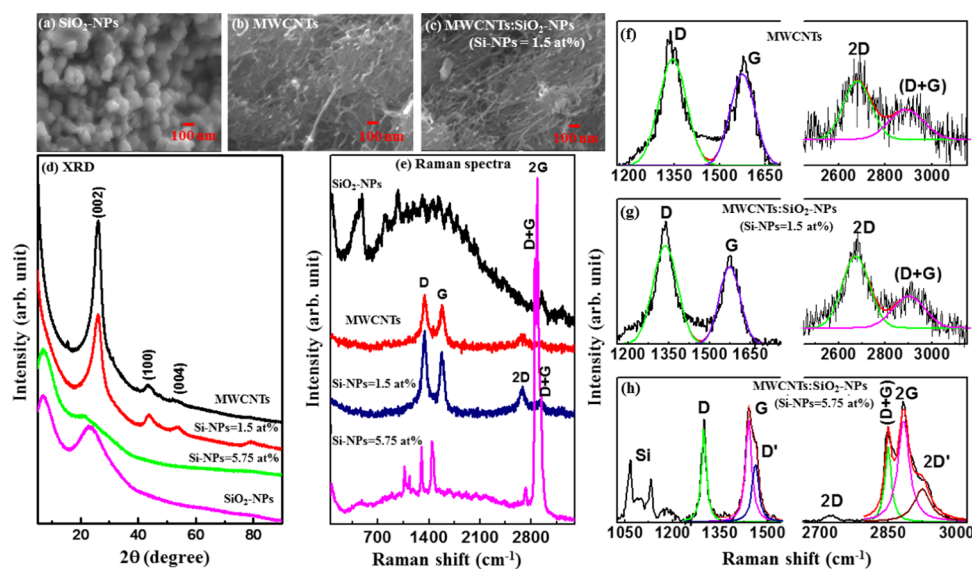 (a) SiO₂-NPs
100 nm
(b) MWCNTs
100 nm
(c) MWCNTs:SiO₂-NPs
(Si-NPs = 1.5 at%)
100 nm
(d) XRD
(002)
(100)
(004)
MWCNTs
Si-NPs=1.5 at%
Si-NPs=5.75 at%
SiO₂-NPs
Intensity (arb. unit)
0 20 40 60 80
2Θ (degree)
(e) Raman spectra
2G
SiO₂-NPs
D+G
D
G
MWCNTs
Si-NPs=1.5 at%
2D
D+G
Si-NPs=5.75 at%
Intensity (arb. unit)
700 1400 2100 2800
Raman shift (cm⁻¹)
(f)
MWCNTs
D
G
2D
(D+G)
1200 1350 1500 1650 2600 2800 3000
(g)
MWCNTs:SiO₂-NPs
(Si-NPs=1.5 at%)
D
G
2D
(D+G)
Intensity (arb. unit)
1200 1350 1500 1650 2600 2800 3000
(h)
MWCNTs:SiO₂-NPs
(Si-NPs=5.75 at%)
Si
D
G
D'
2D
(D+G)
2G
2D'
1050 1200 1350 1500 2700 2850 3000
Raman shift (cm⁻¹)